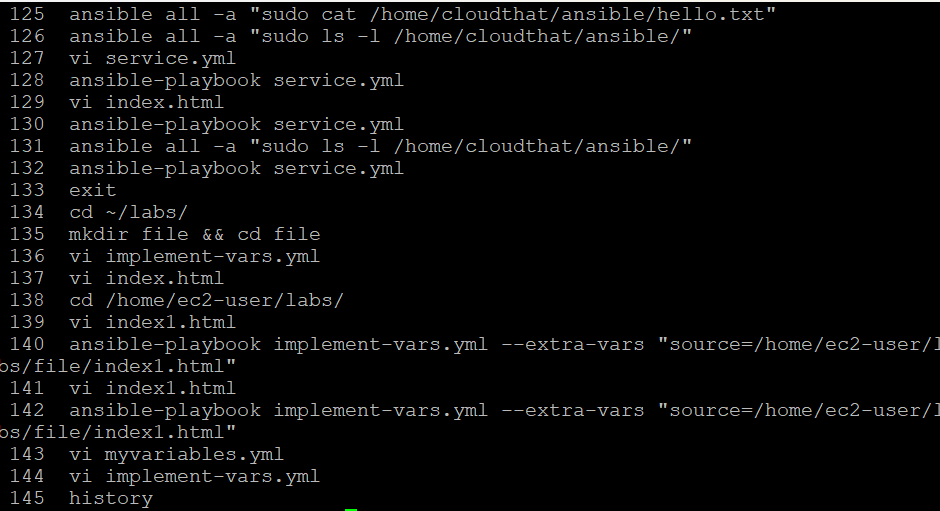 125 ansible all -a "sudo cat /home/cloudthat/ansible/hello.txt"
126 ansible all -a "sudo ls -l /home/cloudthat/ansible/"
127 vi service.yml
128 ansible-playbook service.yml
129 vi index.html
130 ansible-playbook service.yml
131 ansible all -a "sudo ls -l /home/cloudthat/ansible/"
132 ansible-playbook service.yml
133 exit
134 cd ~/labs/
135 mkdir file && cd file
136 vi implement-vars.yml
137 vi index.html
138 cd /home/ec2-user/labs/
139 vi index1.html
140 ansible-playbook implement-vars.yml --extra-vars "source=/home/ec2-user/l
bs/file/index1.html"
141 vi index1.html
142 ansible-playbook implement-vars.yml --extra-vars "source=/home/ec2-user/l
bs/file/index1.html"
143 vi myvariables.yml
144 vi implement-vars.yml
145 history